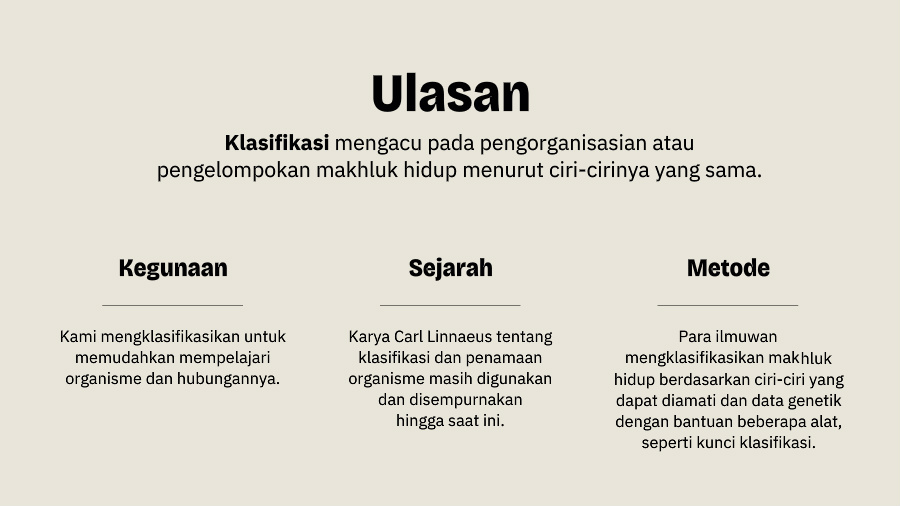 Ulasan
Klasifikasi mengacu pada pengorganisasian atau
pengelompokan makhluk hidup menurut ciri-cirinya yang sama.
Kegunaan
Kami mengklasifikasikan untuk
memudahkan mempelajari
organisme dan hubungannya.
Sejarah
Karya Carl Linnaeus tentang
klasifikasi dan penamaan
organisme masih digunakan
dan disempurnakan
hingga saat ini.
Metode
Para ilmuwan
mengklasifikasikan makhluk
hidup berdasarkan ciri-ciri yang
dapat diamati dan data genetik
dengan bantuan beberapa alat,
seperti kunci klasifikasi.